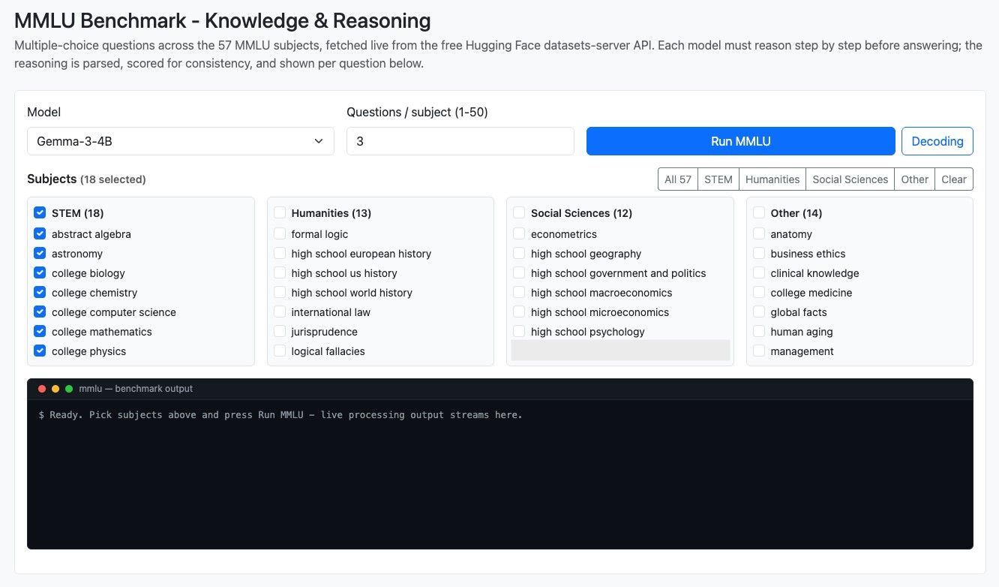 MMLU Benchmark - Knowledge & Reasoning
Multiple-choice questions across the 57 MMLU subjects, fetched live from the free Hugging Face datasets-server API. Each model must reason step by step before answering; the
reasoning is parsed, scored for consistency, and shown per question below.
Model
Questions / subject (1-50)
Gemma-3-4B
3
Run MMLU
Decoding
Subjects (18 selected)
All 57
STEM
Humanities
Social Sciences
Other
Clear
STEM (18)
abstract algebra
astronomy
college biology
college chemistry
college computer science
college mathematics
college physics
Humanities (13)
formal logic
high school european history
high school us history
high school world history
international law
jurisprudence
logical fallacies
Social Sciences (12)
econometrics
high school geography
high school government and politics
high school macroeconomics
high school microeconomics
high school psychology
Other (14)
anatomy
business ethics
clinical knowledge
college medicine
global facts
human aging
management
mmlu — benchmark output
$ Ready. Pick subjects above and press Run MMLU — live processing output streams here.